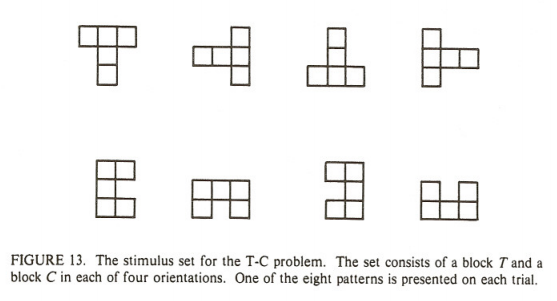 FIGURE 13. The stimulus set for the T-C problem. The set consists of a block T and a
block C in each of four orientations. One of the eight patterns is presented on each trial.